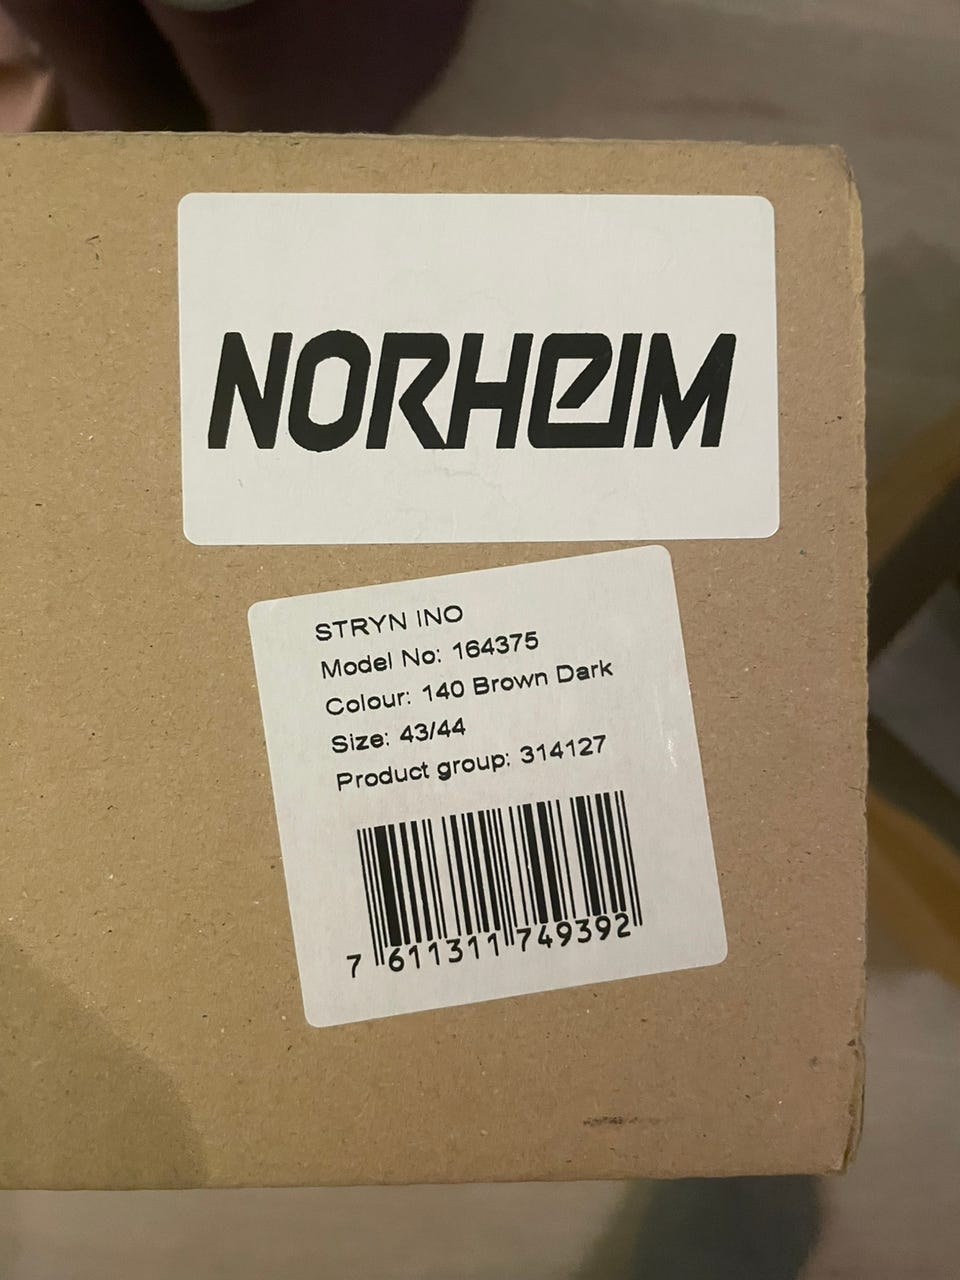 NORHEIM
STRYN INO
Model No: 164375
Colour: 140 Brown Dark
Size: 43/44
Product group: 314127
7 611311 749392